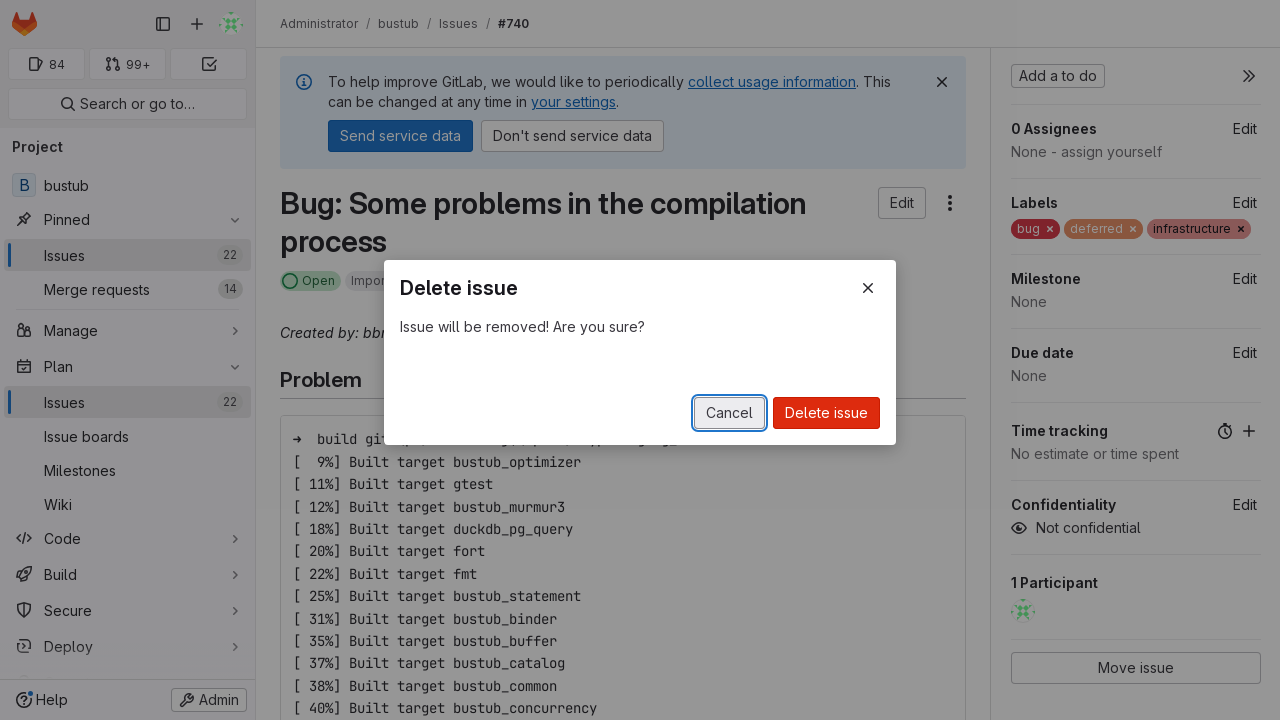 84
99+
Search or go to…
Project
B bustub
Pinned
Issues 22
Merge requests 14
Manage
Plan
Issues 22
Issue boards
Milestones
Wiki
Code
Build
Secure
Deploy
Help
Admin
Administrator / bustub / Issues / #740
To help improve GitLab, we would like to periodically collect usage information. This
can be changed at any time in your settings.
Send service data
Don't send service data
Bug: Some problems in the compilation
process
Edit
Open
Created by:
Problem
Delete issue
Issue will be removed! Are you sure?
Cancel
Delete issue
➜  build
[  9%] Built target bustub_optimizer
[ 11%] Built target gtest
[ 12%] Built target bustub_murmur3
[ 18%] Built target duckdb_pg_query
[ 20%] Built target fort
[ 22%] Built target fmt
[ 25%] Built target bustub_statement
[ 31%] Built target bustub_binder
[ 35%] Built target bustub_buffer
[ 37%] Built target bustub_catalog
[ 38%] Built target bustub_common
[ 40%] Built target bustub_concurrency
Add a to do
0 Assignees Edit
None - assign yourself
Labels Edit
bug × deferred × infrastructure ×
Milestone Edit
None
Due date Edit
None
Time tracking
No estimate or time spent
Confidentiality Edit
Not confidential
1 Participant
Move issue